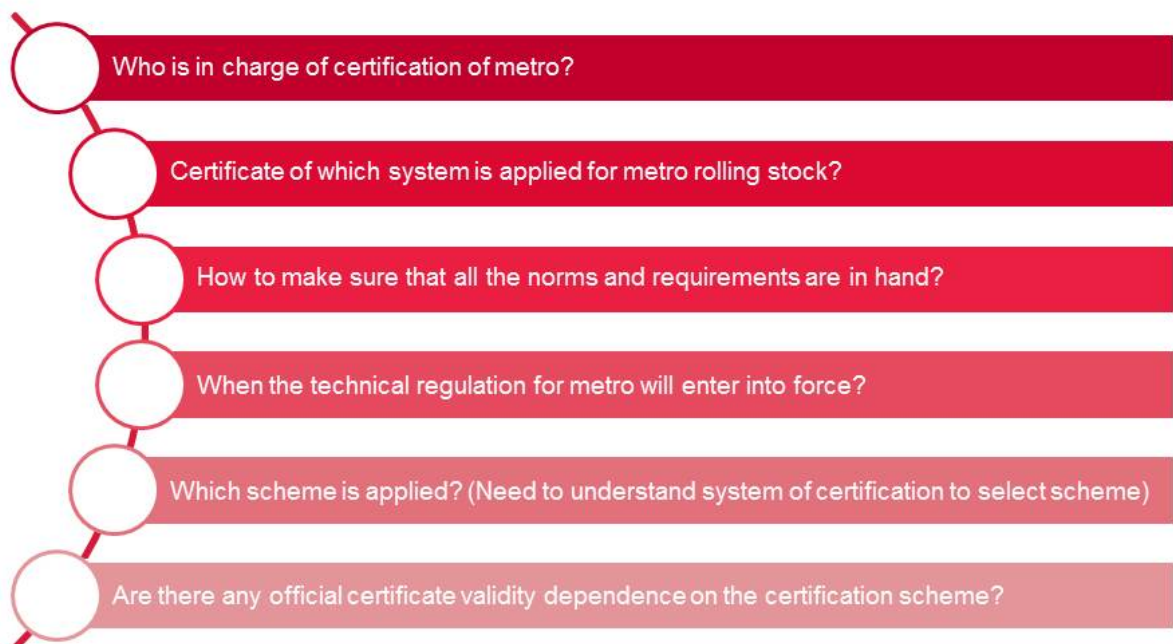 Who is in charge of certification of metro?
Certificate of which system is applied for metro rolling stock?
How to make sure that all the norms and requirements are in hand?
When the technical regulation for metro will enter into force?
Which scheme is applied? (Need to understand system of certification to select scheme)
Are there any official certificate validity dependence on the certification scheme?